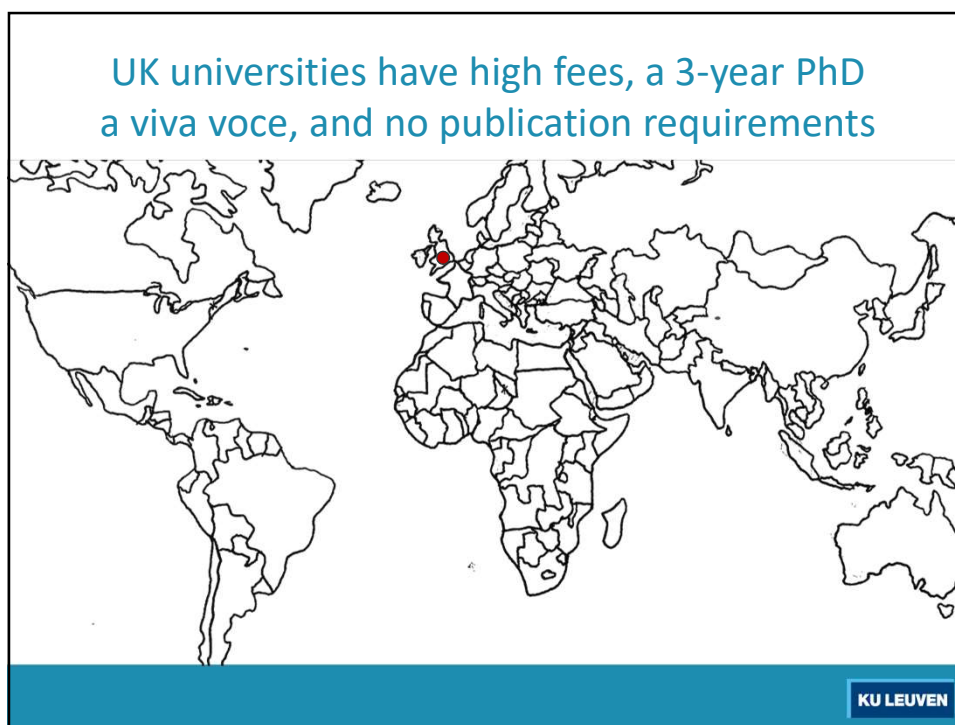 UK universities have high fees, a 3-year PhD
a viva voce, and no publication requirements
KU LEUVEN